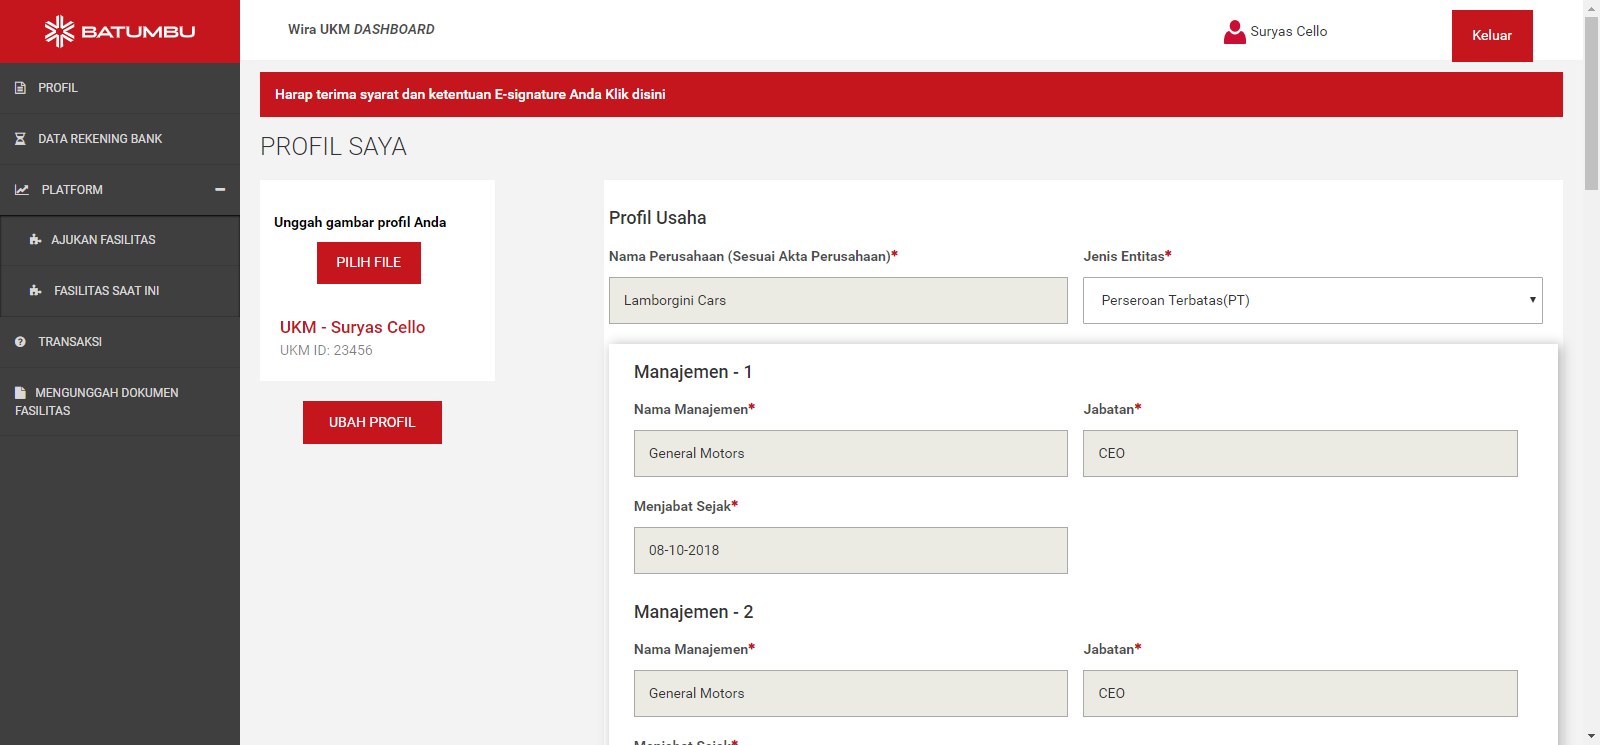 BATUMBU
Wira UKM DASHBOARD
Suryas Cello
Keluar
PROFIL
DATA REKENING BANK
PLATFORM
AJUKAN FASILITAS
FASILITAS SAAT INI
TRANSAKSI
MENGUNGGAH DOKUMEN
FASILITAS
Harap terima syarat dan ketentuan E-signature Anda Klik disini
PROFIL SAYA
Unggah gambar profil Anda
PILIH FILE
UKM - Suryas Cello
UKM ID: 23456
UBAH PROFIL
Profil Usaha
Nama Perusahaan (Sesuai Akta Perusahaan)*
Jenis Entitas*
Lamborgini Cars
Perseroan Terbatas(PT)
Manajemen - 1
Nama Manajemen*
Jabatan*
General Motors
CEO
Menjabat Sejak*
08-10-2018
Manajemen - 2
Nama Manajemen*
Jabatan*
General Motors
CEO
Menjabat Sejak*